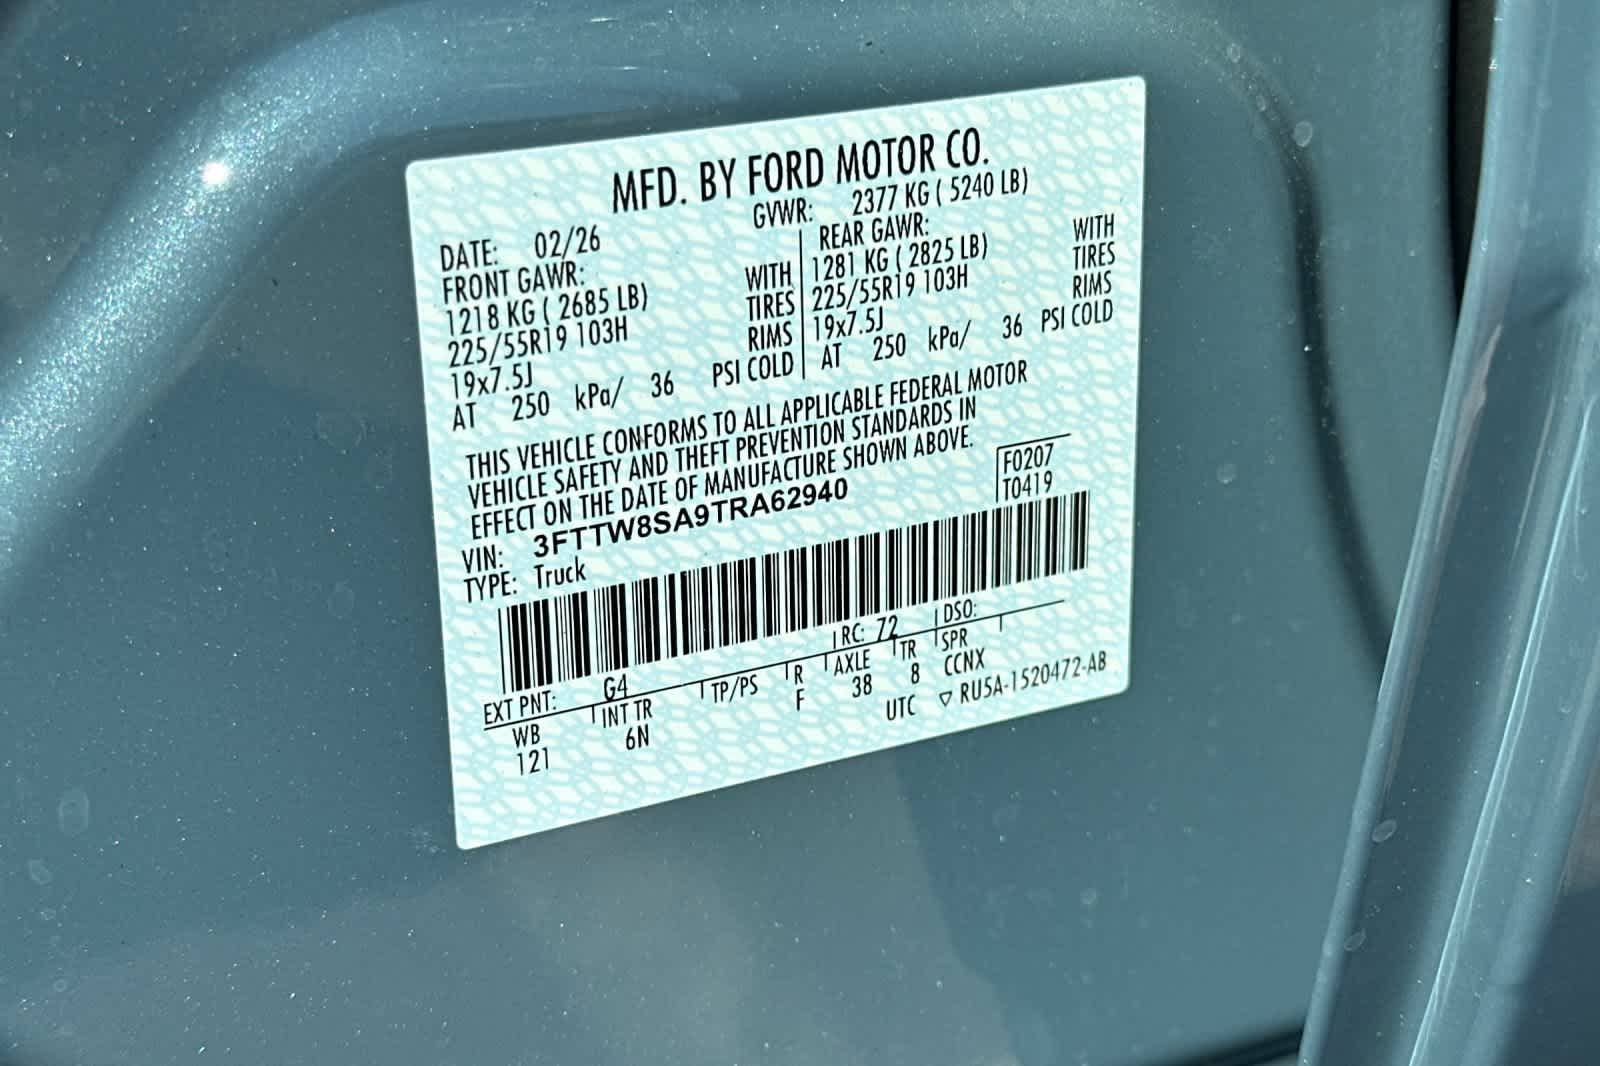 MFD. BY FORD MOTOR CO.
DATE: 02/26 GVWR: 2377 KG ( 5240 LB)
FRONT GAWR: REAR GAWR:
1218 KG ( 2685 LB) WITH 1281 KG ( 2825 LB) WITH
225/55R19 103H TIRES 225/55R19 103H TIRES
19x7.5J RIMS 19x7.5J RIMS
AT 250 kPa/ 36 PSI COLD AT 250 kPa/ 36 PSI COLD
THIS VEHICLE CONFORMS TO ALL APPLICABLE FEDERAL MOTOR
VEHICLE SAFETY AND THEFT PREVENTION STANDARDS IN
EFFECT ON THE DATE OF MANUFACTURE SHOWN ABOVE.
VIN: 3FTTW8SA9TRA62940 F0207
TYPE: Truck T0419
EXT PNT: G4 RC: 72 DSO:
WB INT TR TP/PS R AXLE TR SPR
121 6N F 38 8 CCNX
UTC ▽ RU5A-1520472-AB